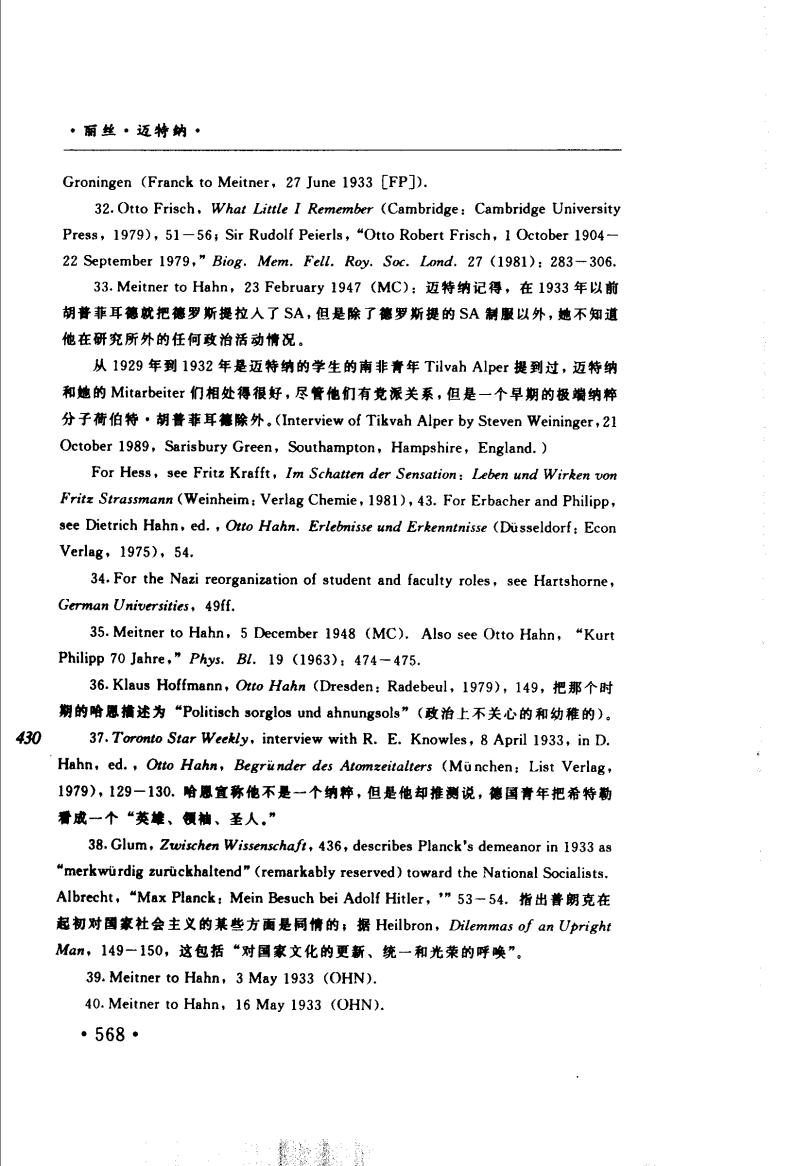 ·丽丝·迈特纳·
Groningen (Franck to Meitner, 27 June 1933 [FP]).
32. Otto Frisch, What Little I Remember (Cambridge: Cambridge University
Press, 1979), 51－56; Sir Rudolf Peierls, “Otto Robert Frisch, 1 October 1904－
22 September 1979,” Biog. Mem. Fell. Roy. Soc. Lond. 27 (1981): 283－306.
33. Meitner to Hahn, 23 February 1947 (MC): 迈特纳记得，在 1933 年以前
胡普菲耳德就把德罗斯提拉人了 SA，但是除了德罗斯提的 SA 制服以外，她不知道
他在研究所外的任何政治活动情况。
从 1929 年到 1932 年是迈特纳的学生的南非青年 Tilvah Alper 提到过，迈特纳
和她的 Mitarbeiter 们相处得很好，尽管他们有党派关系，但是一个早期的极端纳粹
分子荷伯特·胡普菲耳德除外。(Interview of Tikvah Alper by Steven Weininger, 21
October 1989, Sarisbury Green, Southampton, Hampshire, England.)
For Hess, see Fritz Krafft, Im Schatten der Sensation: Leben und Wirken von
Fritz Strassmann (Weinheim: Verlag Chemie, 1981), 43. For Erbacher and Philipp,
see Dietrich Hahn, ed., Otto Hahn. Erlebnisse und Erkenntnisse (Düsseldorf: Econ
Verlag, 1975), 54.
34. For the Nazi reorganization of student and faculty roles, see Hartshorne,
German Universities, 49ff.
35. Meitner to Hahn, 5 December 1948 (MC). Also see Otto Hahn, “Kurt
Philipp 70 Jahre,” Phys. Bl. 19 (1963): 474－475.
36. Klaus Hoffmann, Otto Hahn (Dresden: Radebeul, 1979), 149, 把那个时
期的哈恩描述为 “Politisch sorglos und ahnungsols”（政治上不关心的和幼稚的）。
430 37. Toronto Star Weekly, interview with R. E. Knowles, 8 April 1933, in D.
Hahn, ed., Otto Hahn, Begründer des Atomzeitalters (München: List Verlag,
1979), 129－130. 哈恩宣称他不是一个纳粹，但是他却推测说，德国青年把希特勒
看成一个 “英雄、领袖、圣人。”
38. Glum, Zwischen Wissenschaft, 436, describes Planck's demeanor in 1933 as
“merkwürdig zurückhaltend” (remarkably reserved) toward the National Socialists.
Albrecht, “Max Planck: Mein Besuch bei Adolf Hitler, '” 53－54. 指出普朗克在
起初对国家社会主义的某些方面是同情的；据 Heilbron, Dilemmas of an Upright
Man, 149－150, 这包括 “对国家文化的更新、统一和光荣的呼唤”。
39. Meitner to Hahn, 3 May 1933 (OHN).
40. Meitner to Hahn, 16 May 1933 (OHN).
·568·